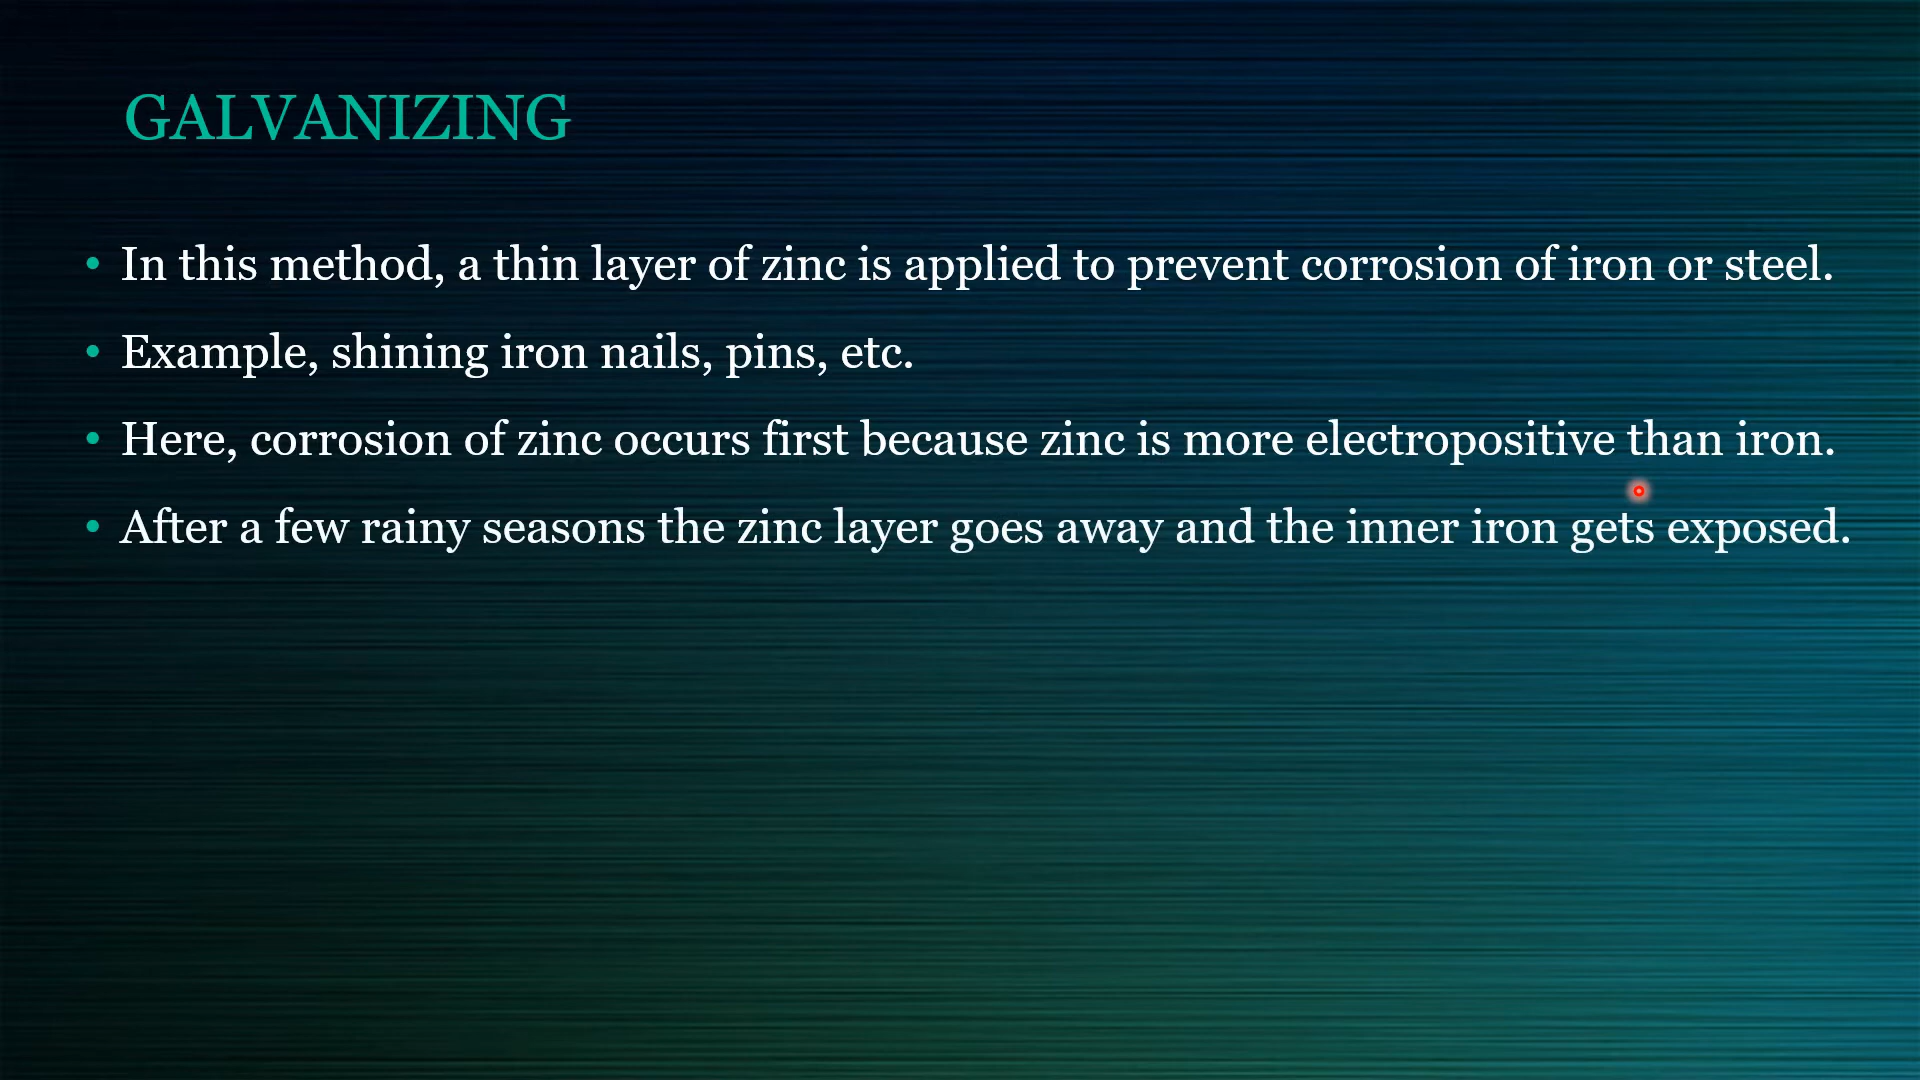 GALVANIZING
• In this method, a thin layer of zinc is applied to prevent corrosion of iron or steel.
• Example, shining iron nails, pins, etc.
• Here, corrosion of zinc occurs first because zinc is more electropositive than iron.
• After a few rainy seasons the zinc layer goes away and the inner iron gets exposed.